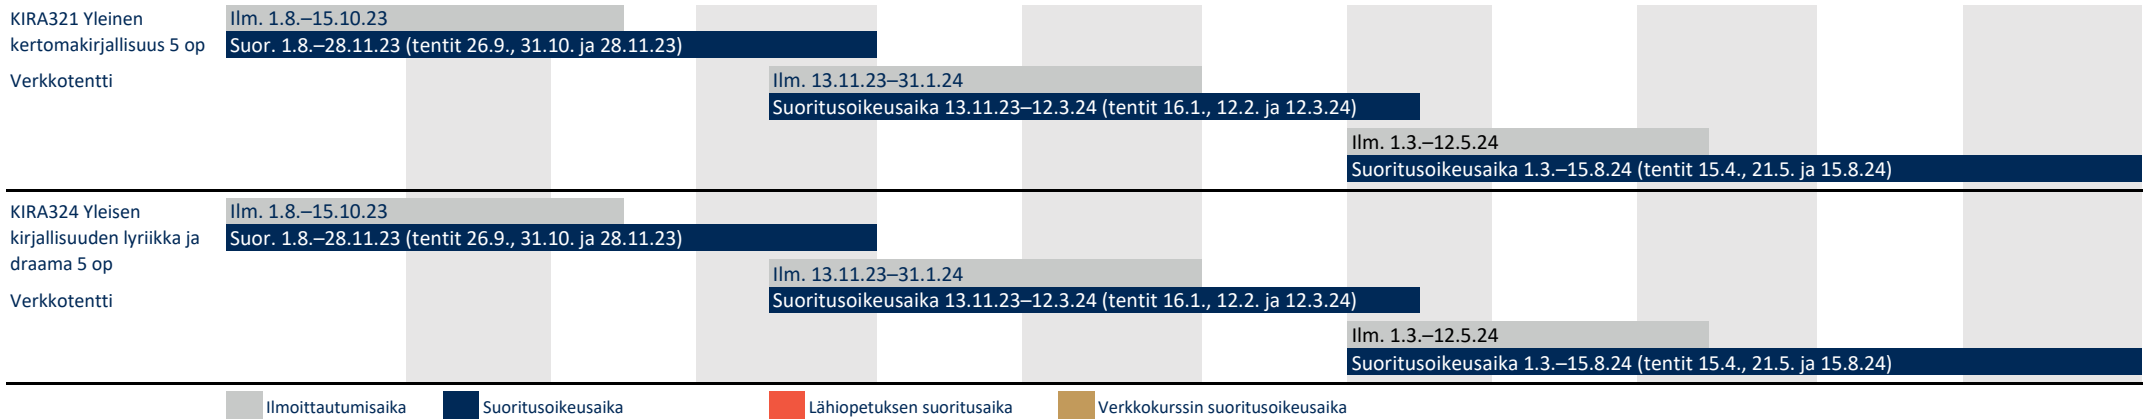 KIRA321 Yleinen
kertomakirjallisuus 5 op
Verkkotentti
Ilm. 1.8.–15.10.23
Suor. 1.8.–28.11.23 (tentit 26.9., 31.10. ja 28.11.23)
Ilm. 13.11.23–31.1.24
Suoritusoikeusaika 13.11.23–12.3.24 (tentit 16.1., 12.2. ja 12.3.24)
Ilm. 1.3.–12.5.24
Suoritusoikeusaika 1.3.–15.8.24 (tentit 15.4., 21.5. ja 15.8.24)
KIRA324 Yleisen
kirjallisuuden lyriikka ja
draama 5 op
Verkkotentti
Ilm. 1.8.–15.10.23
Suor. 1.8.–28.11.23 (tentit 26.9., 31.10. ja 28.11.23)
Ilm. 13.11.23–31.1.24
Suoritusoikeusaika 13.11.23–12.3.24 (tentit 16.1., 12.2. ja 12.3.24)
Ilm. 1.3.–12.5.24
Suoritusoikeusaika 1.3.–15.8.24 (tentit 15.4., 21.5. ja 15.8.24)
Ilmoittautumisaika
Suoritusoikeusaika
Lähiopetuksen suoritusaika
Verkkokurssin suoritusoikeusaika